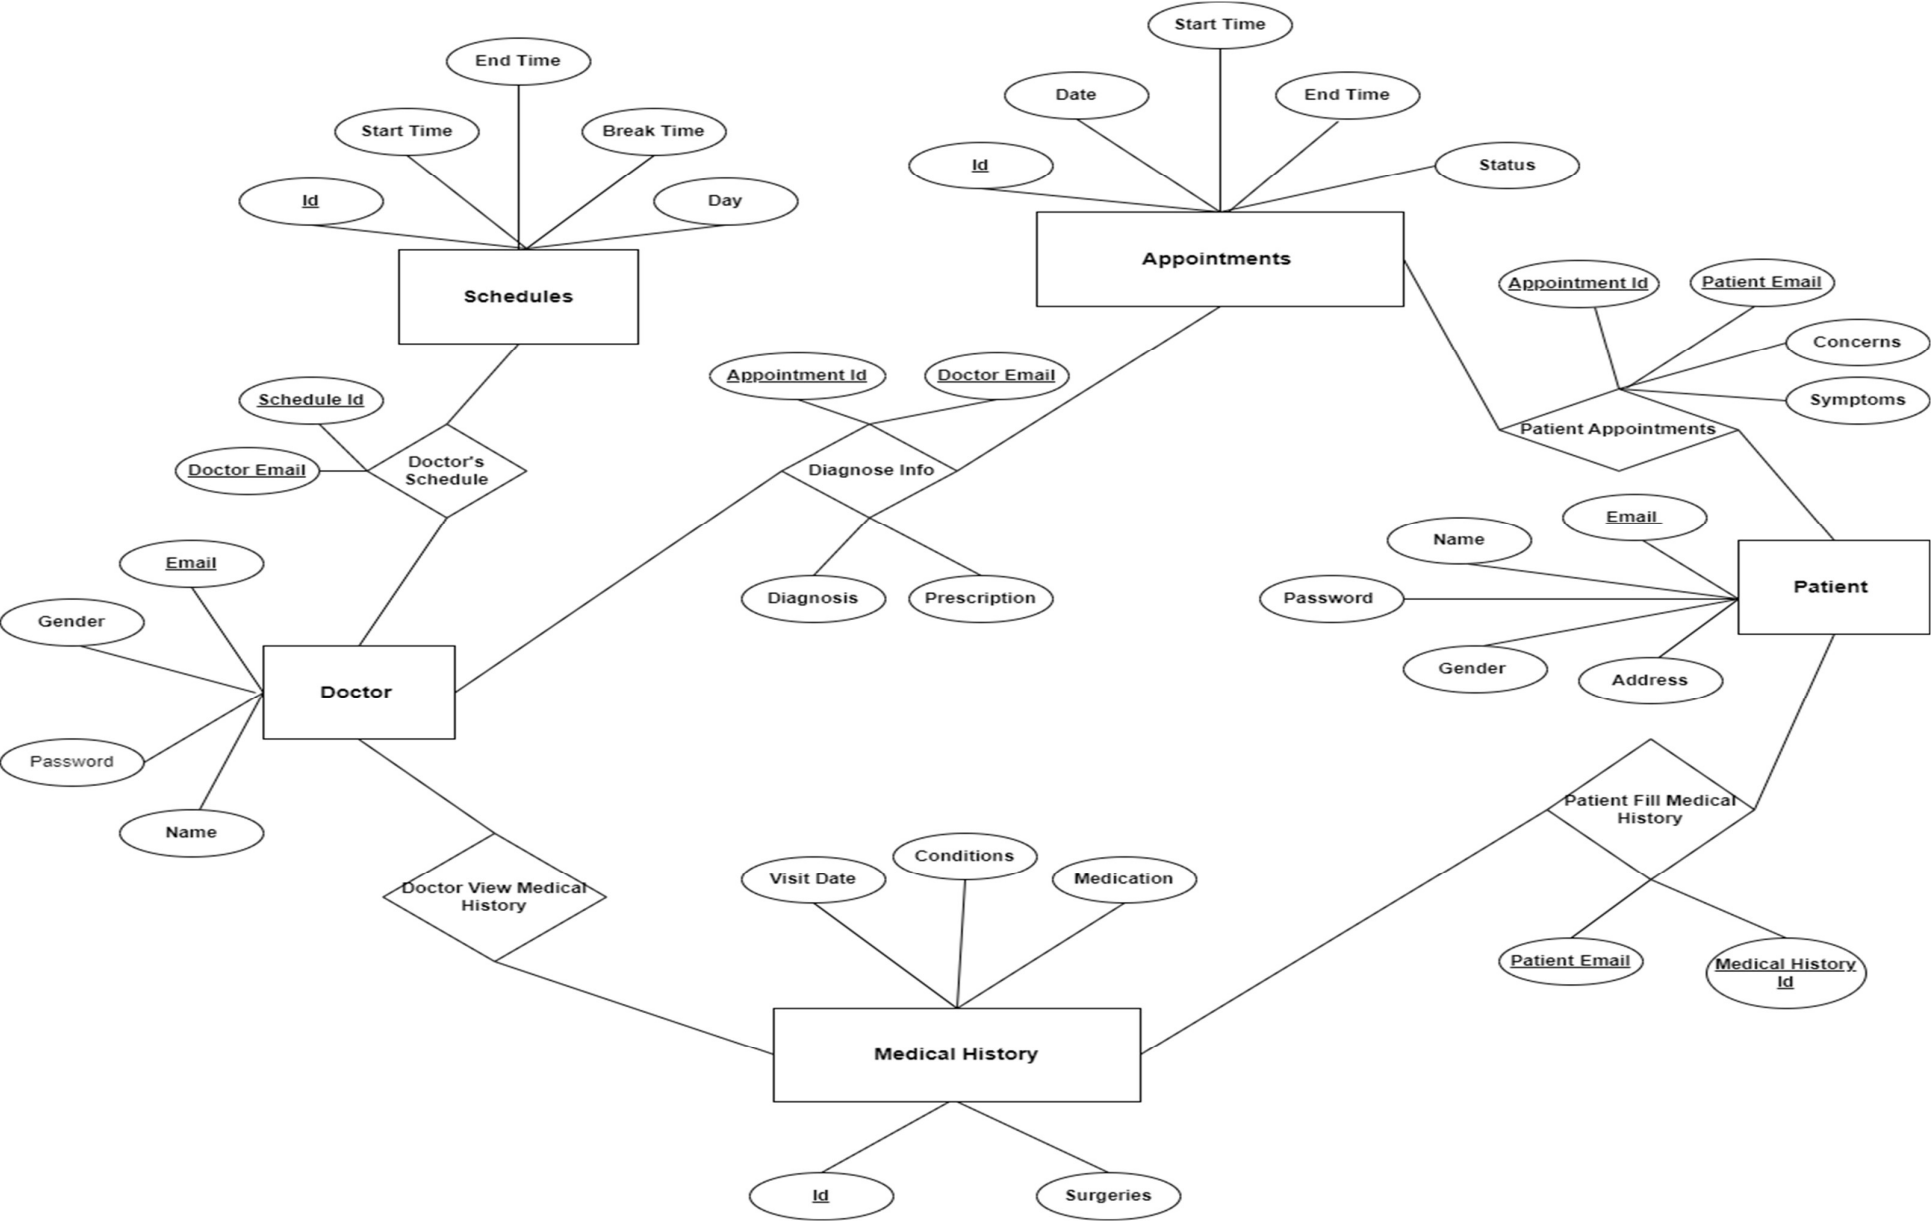 Start Time
End Time
Date
End Time
Start Time
Break Time
Id
Status
Id
Day
Appointments
Schedules
Appointment Id
Patient Email
Concerns
Symptoms
Appointment Id
Doctor Email
Schedule Id
Doctor Email
Doctor's
Schedule
Diagnose Info
Patient Appointments
Email
Name
Email
Patient
Password
Gender
Diagnosis
Prescription
Gender
Address
Doctor
Password
Name
Patient Fill Medical
History
Conditions
Visit Date
Medication
Doctor View Medical
History
Patient Email
Medical History
Id
Medical History
Id
Surgeries